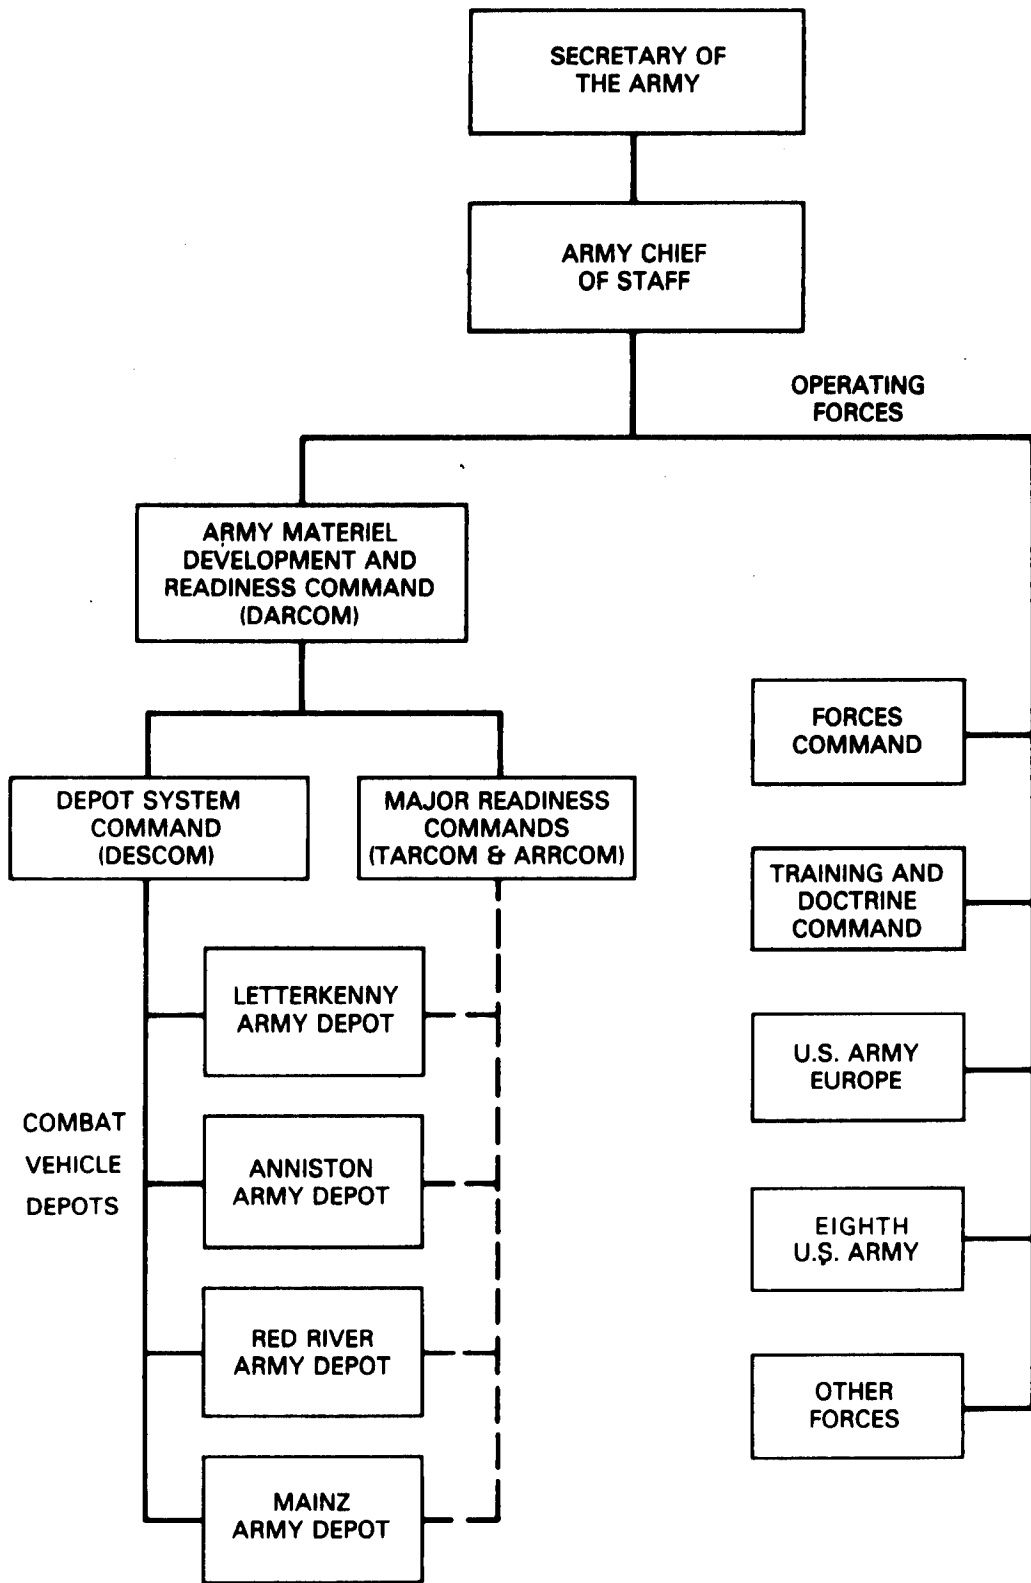 SECRETARY OF
THE ARMY
ARMY CHIEF
OF STAFF
OPERATING
FORCES
ARMY MATERIEL
DEVELOPMENT AND
READINESS COMMAND
(DARCOM)
DEPOT SYSTEM
COMMAND
(DESCOM)
MAJOR READINESS
COMMANDS
(TARCOM & ARRCOM)
COMBAT
VEHICLE
DEPOTS
LETTERKENNY
ARMY DEPOT
ANNISTON
ARMY DEPOT
RED RIVER
ARMY DEPOT
MAINZ
ARMY DEPOT
FORCES
COMMAND
TRAINING AND
DOCTRINE
COMMAND
U.S. ARMY
EUROPE
EIGHTH
U.S. ARMY
OTHER
FORCES